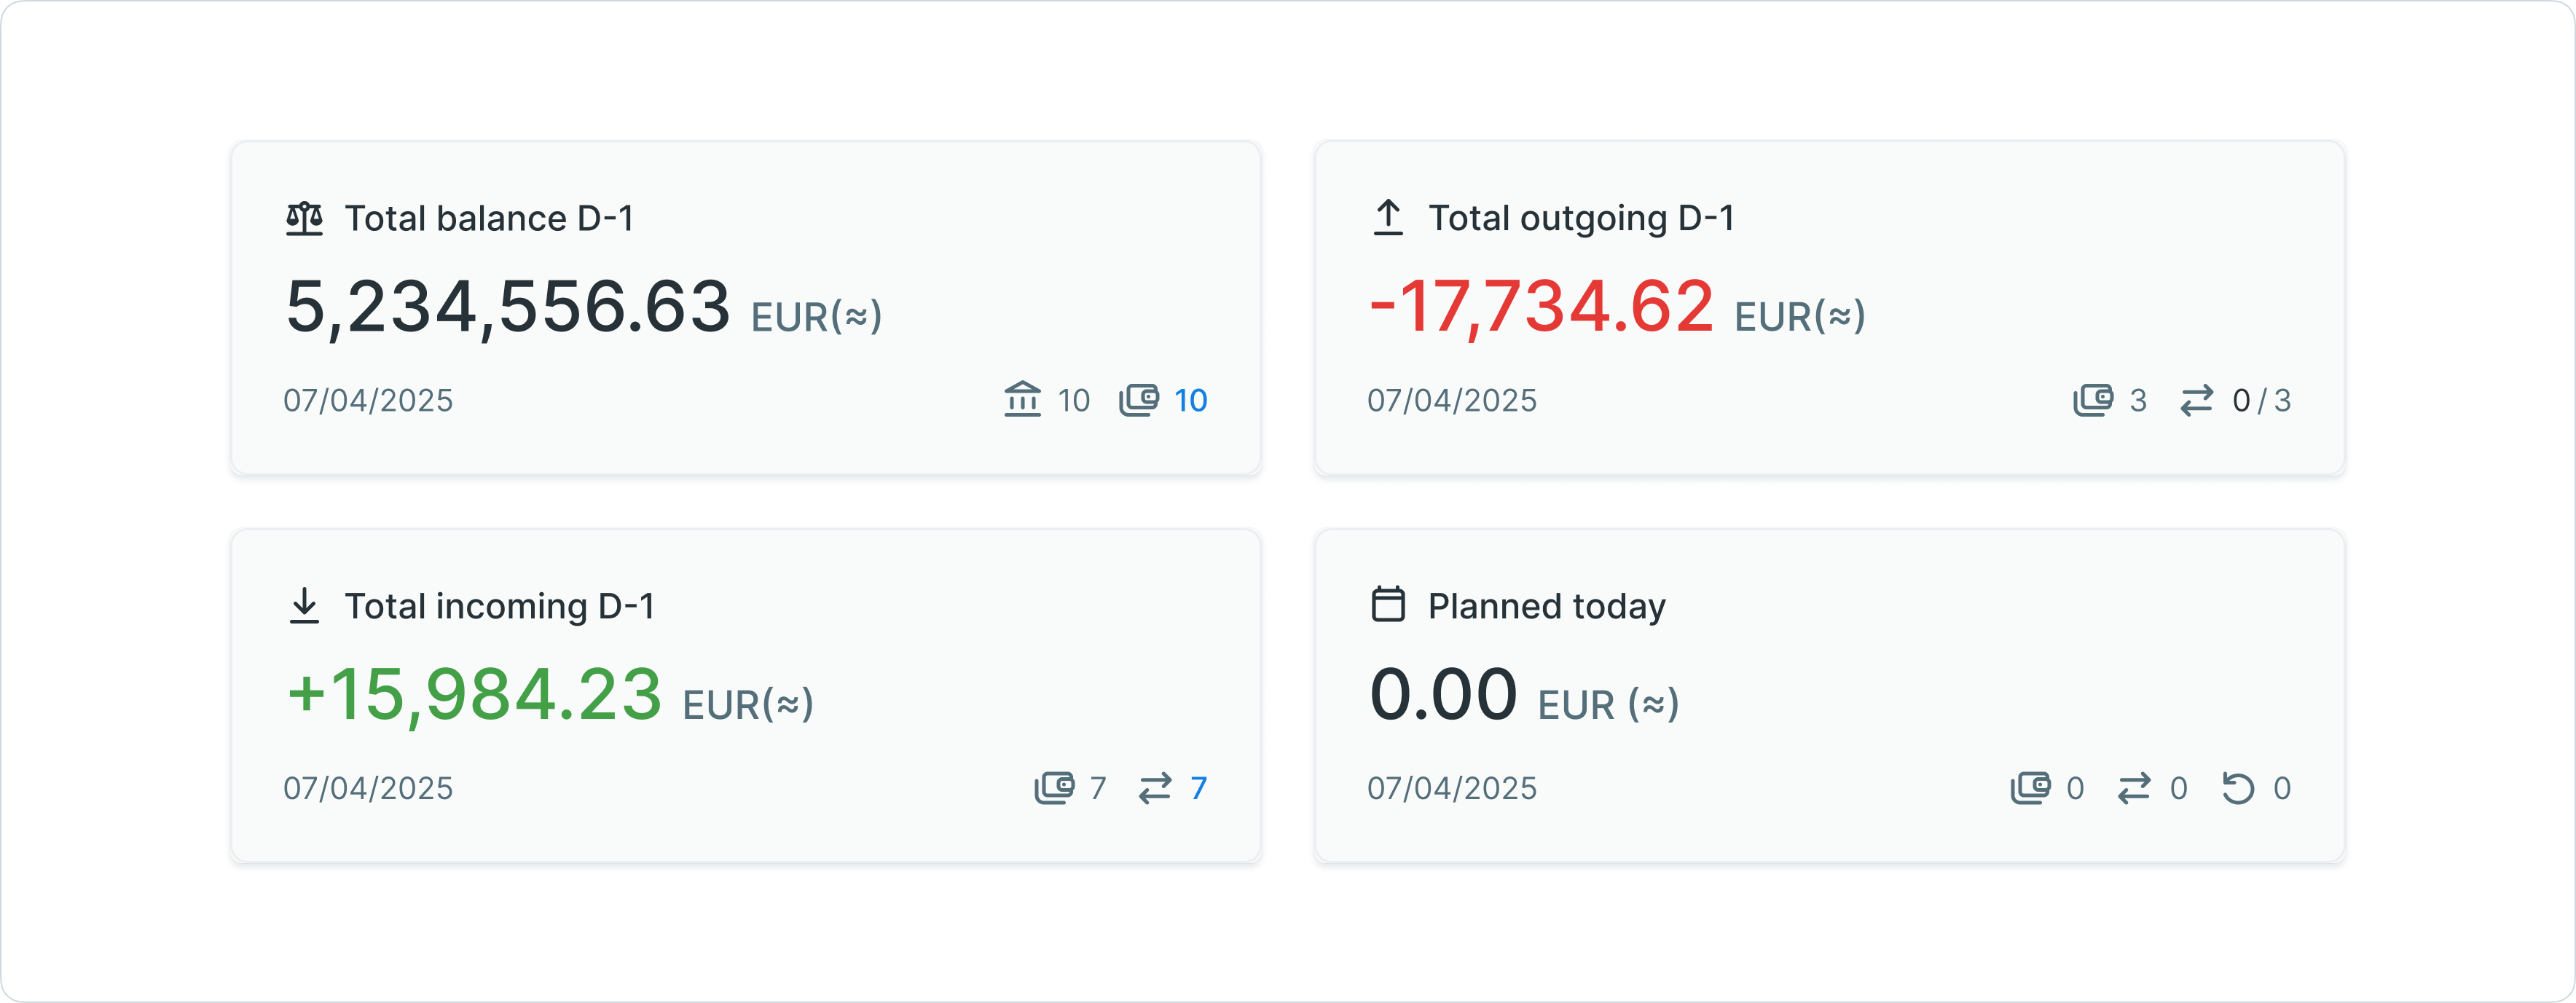 Total balance D-1
5,234,556.63 EUR(≈)
07/04/2025 10 10
Total outgoing D-1
-17,734.62 EUR(≈)
07/04/2025 3 0 / 3
Total incoming D-1
+15,984.23 EUR(≈)
07/04/2025 7 7
Planned today
0.00 EUR (≈)
07/04/2025 0 0 0